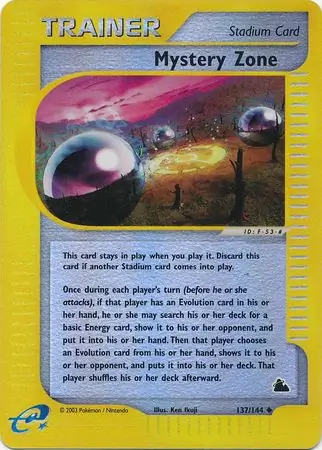 TRAINER
Stadium Card
Mystery Zone
ID: F-53-#
This card stays in play when you play it. Discard
this card if another Stadium card comes into play.
Once during each player's turn (before he or she
attacks), if that player has an Evolution card in his or
her hand, he or she may search his or her deck for a
basic Energy card, show it to his or her opponent, and
put it into his or her hand. Then that player chooses
an Evolution card from his or her hand, shows it to his
or her opponent, and puts it into his or her deck. That
player shuffles his or her deck afterward.
e
© 2003 Pokémon / Nintendo
Illus. Ken Ikuji
137/144